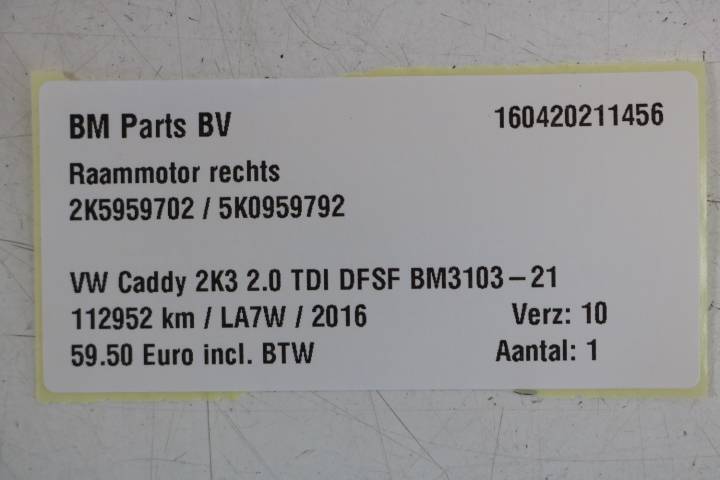 BM Parts BV 160420211456
Raammotor rechts
2K5959702 / 5K0959792
VW Caddy 2K3 2.0 TDI DFSF BM3103-21
112952 km / LA7W / 2016 Verz: 10
59.50 Euro incl. BTW Aantal: 1